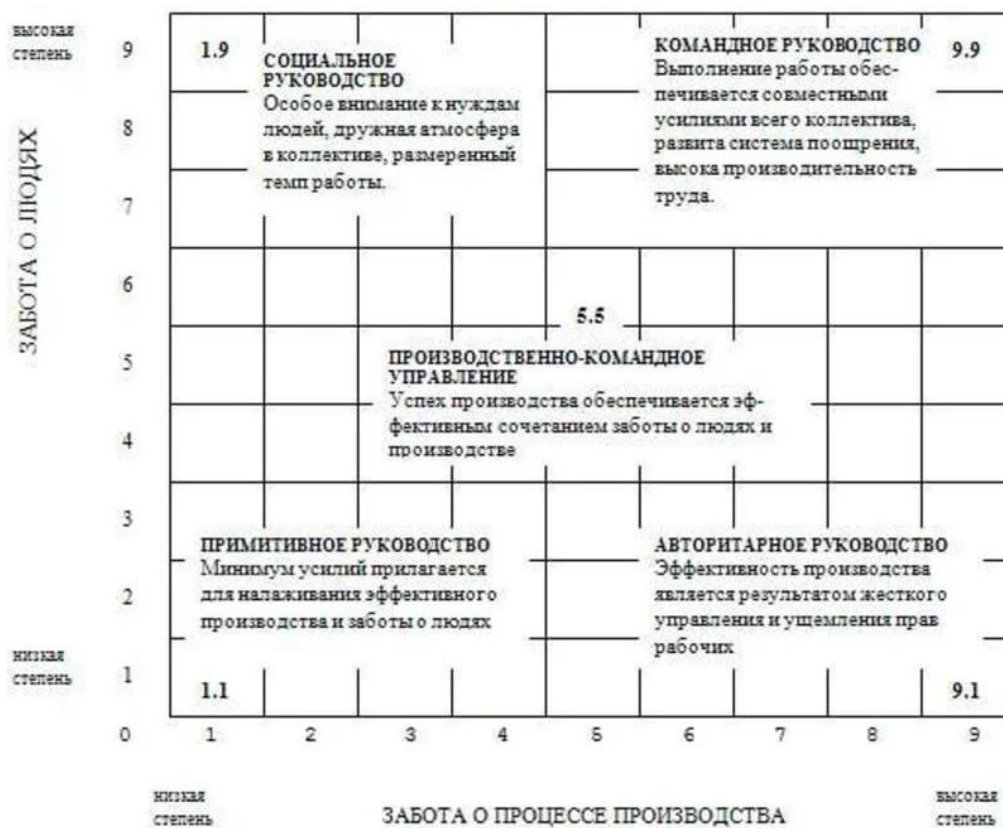 высокая
степень
9
1.9
СОЦИАЛЬНОЕ
РУКОВОДСТВО
Особое внимание к нуждам
людей, дружная атмосфера
в коллективе, размеренный
темп работы.
КОМАНДНОЕ РУКОВОДСТВО
Выполнение работы обес-
печивается совместными
усилиями всего коллектива,
развита система поощрения,
высока производительность
труда.
9.9
8
7
ЗАБОТА О ЛЮДЯХ
6
5.5
5
ПРОИЗВОДСТВЕННО-КОМАНДНОЕ
УПРАВЛЕНИЕ
Успех производства обеспечивается эф-
фективным сочетанием заботы о людях и
производстве
4
3
ПРИМИТИВНОЕ РУКОВОДСТВО
Минимум усилий прилагается
для налаживания эффективного
производства и заботы о людях
АВТОРИТАРНОЕ РУКОВОДСТВО
Эффективность производства
является результатом жесткого
управления и ущемления прав
рабочих
2
низкая
степень
1
1.1
9.1
0 1 2 3 4 5 6 7 8 9
низкая
степень
ЗАБОТА О ПРОЦЕССЕ ПРОИЗВОДСТВА
высокая
степень